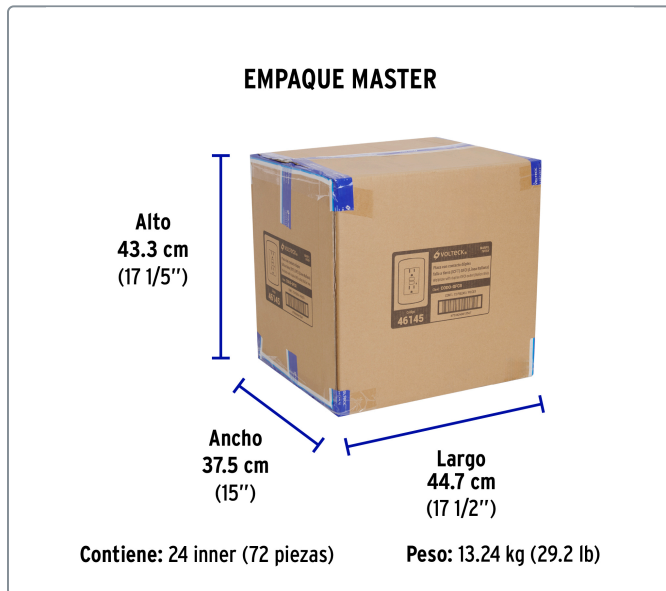 EMPAQUE MASTER
Alto
43.3 cm
(17 1/5’’)
VOLTECK
46145
Ancho
37.5 cm
(15’’)
Largo
44.7 cm
(17 1/2’’)
Contiene: 24 inner (72 piezas)
Peso: 13.24 kg (29.2 lb)